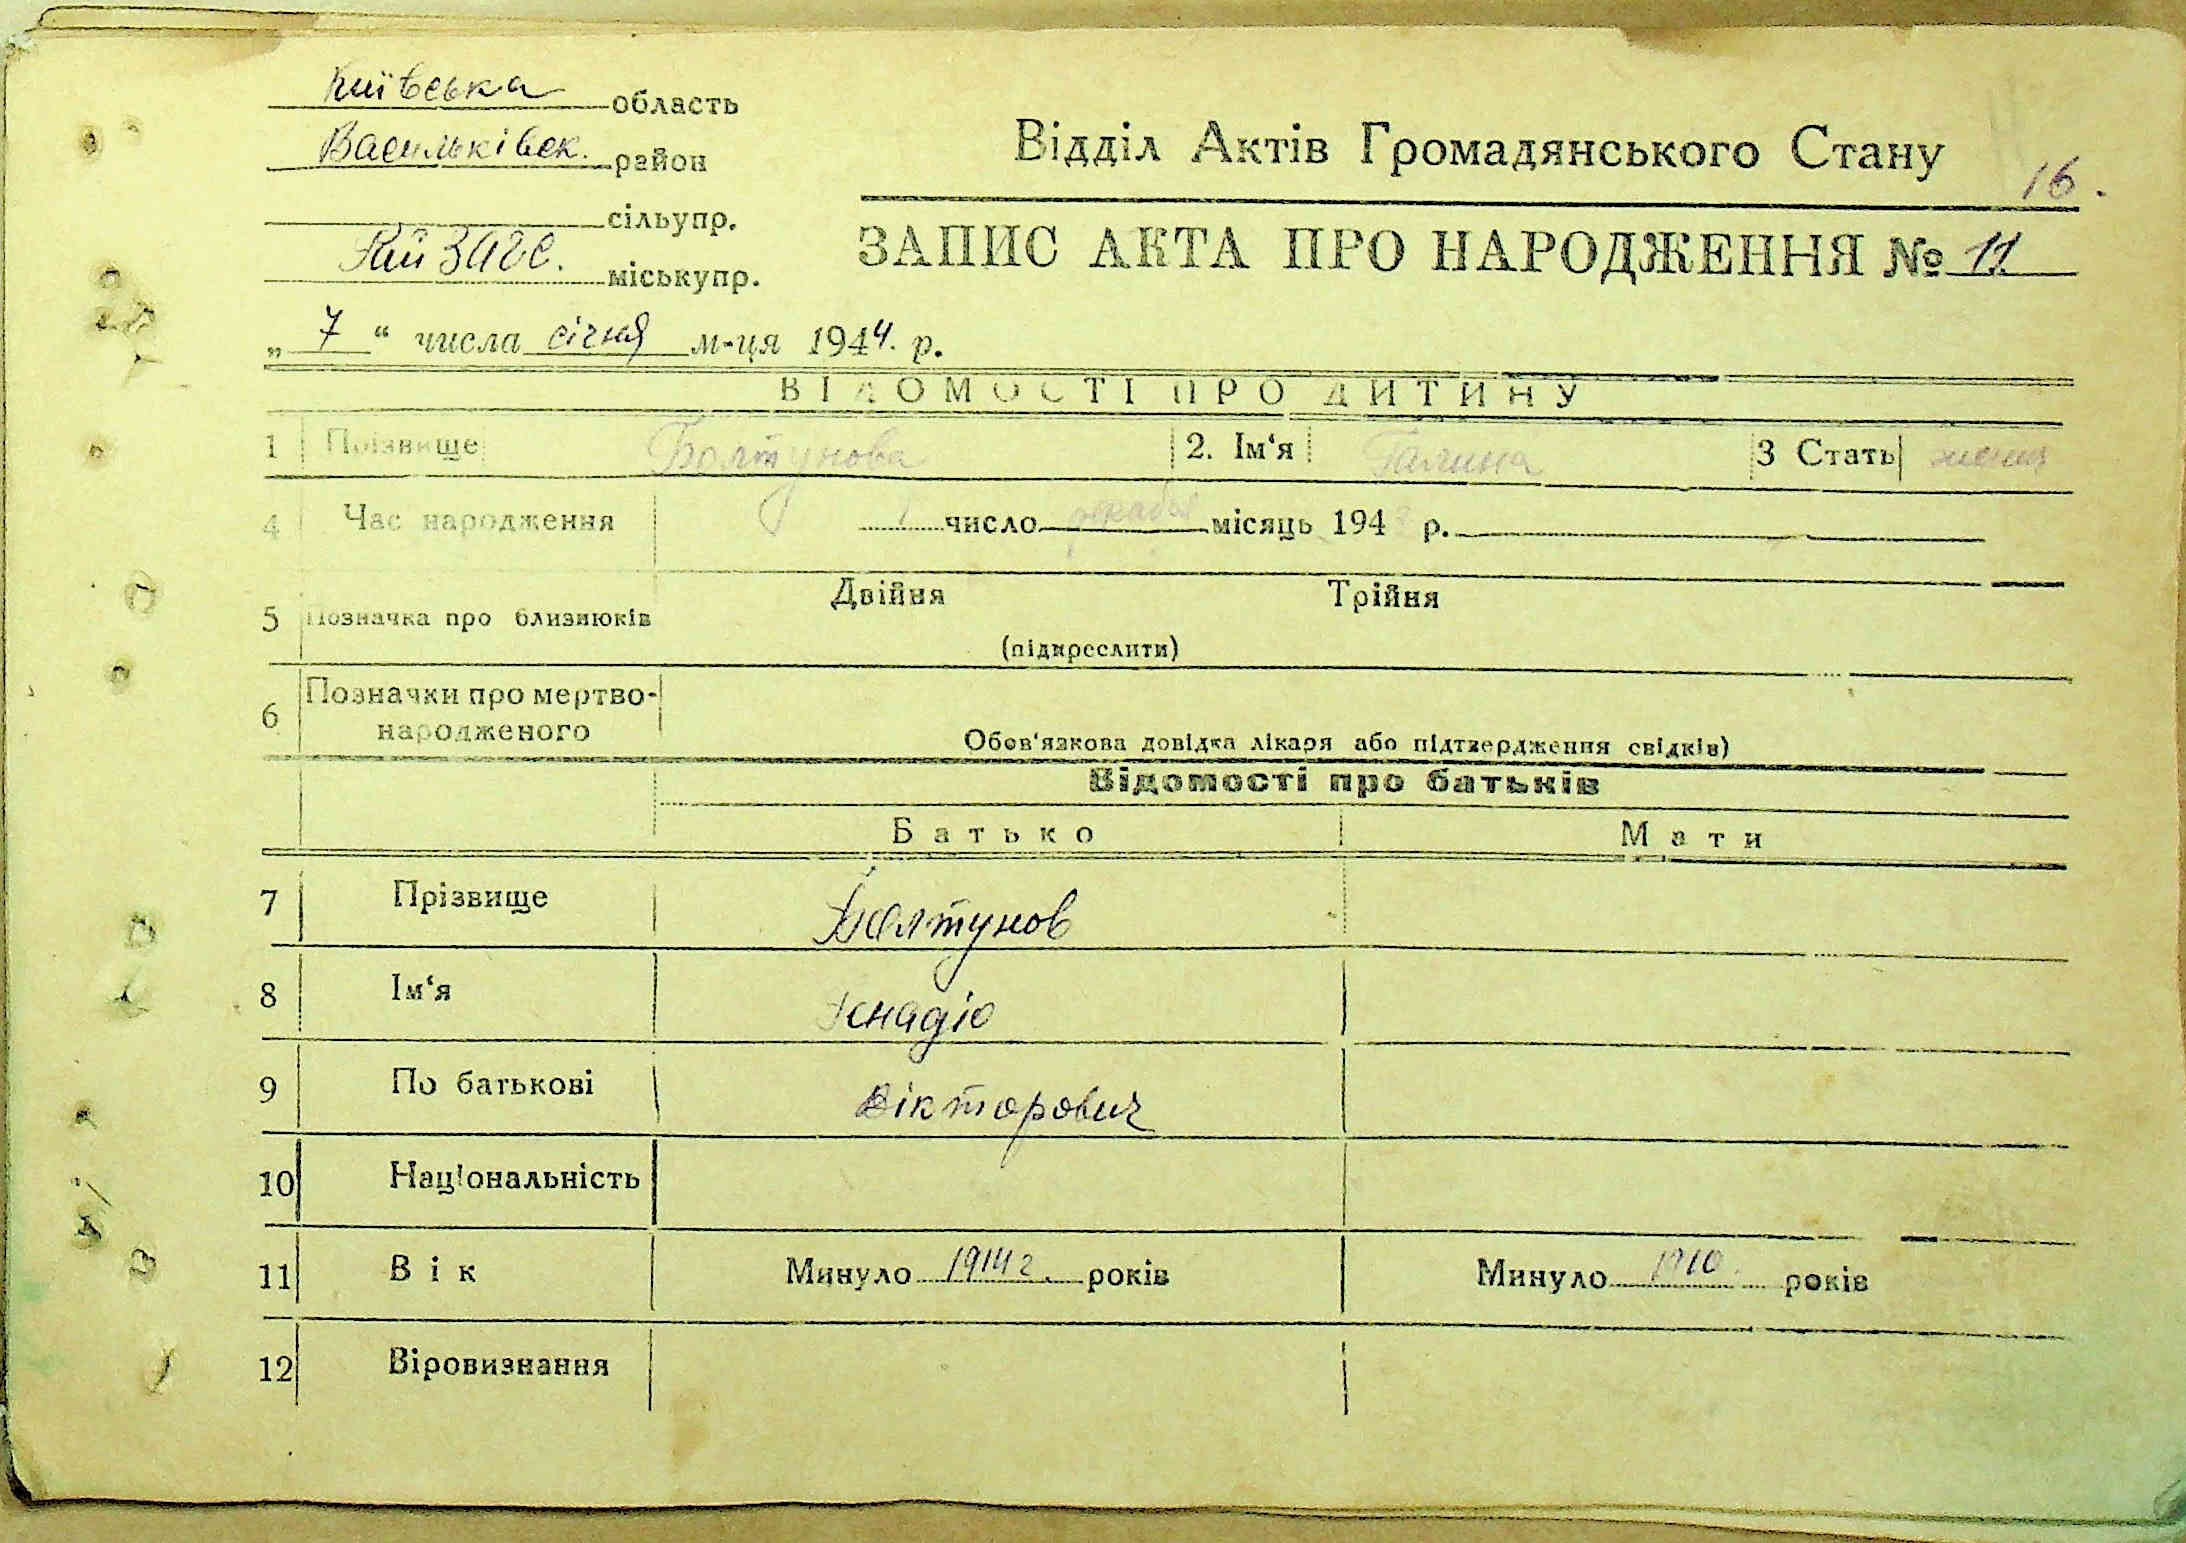 Київська область
Васильківськ. район
сільупр.
Рай ЗАГС. міськупр.
Відділ Актів Громадянського Стану
16.
ЗАПИС АКТА ПРО НАРОДЖЕННЯ № 11
„ 7 “ числа січня м-ця 1944. р.
ВІДОМОСТІ ПРО ДИТИНУ
1 Прізвище Болтунова 2. Ім‘я Галина 3 Стать
4 Час народження число декабря місяць 194 р.
5 Позначка про близнюків Двійня Трійня
(підкреслити)
6 Позначки про мертво-
народженого
Обов‘язкова довідка лікаря або підтвердження свідків)
Відомості про батьків
Батько Мати
7 Прізвище Болтунов
8 Ім‘я
9 По батькові Вікторович
10 Національність
11 Вік Минуло 1914 г. років Минуло 1910. років
12 Віровизнання